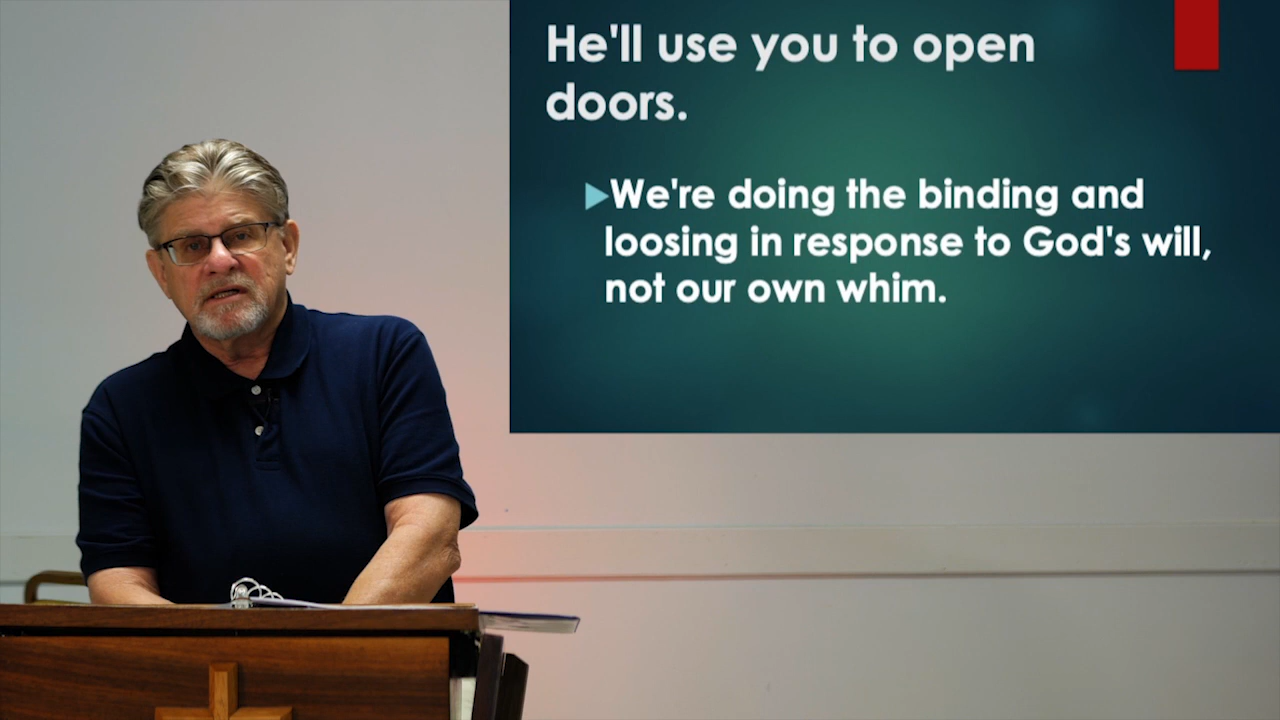 He'll use you to open
doors.
We're doing the binding and
loosing in response to God's will,
not our own whim.